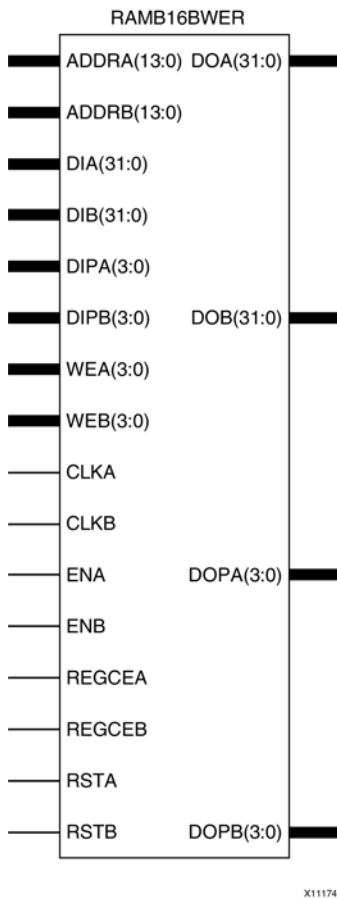 RAMB16BWER
ADDRA(13:0) DOA(31:0)
ADDRB(13:0)
DIA(31:0)
DIB(31:0)
DIPA(3:0)
DIPB(3:0) DOB(31:0)
WEA(3:0)
WEB(3:0)
CLKA
CLKB
ENA DOPA(3:0)
ENB
REGCEA
REGCEB
RSTA
RSTB DOPB(3:0)
X11174